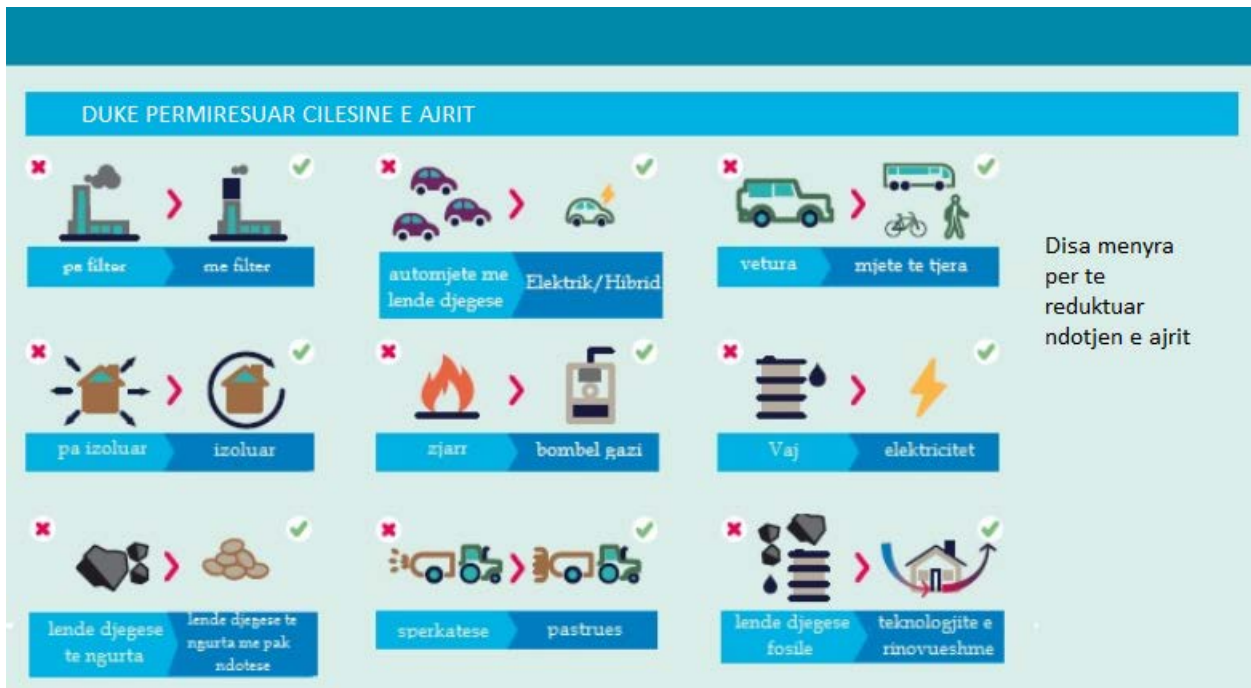 DUKE PERMIRESUAR CILESINE E AJRIT
pa filter
me filter
automjete me
lende djegese
Elektrik/Hibrid
vetura
mjete te tjera
Disa menyra
per te
reduktuar
ndotjen e ajrit
pa izoluar
izoluar
zjarr
bombel gazi
Vaj
elektricitet
lende djegese
te ngurta
lende djegese te
ngurta me pak
ndotese
sperkatese
pastrues
lende djegese
fosile
teknologjite e
rinovueshme